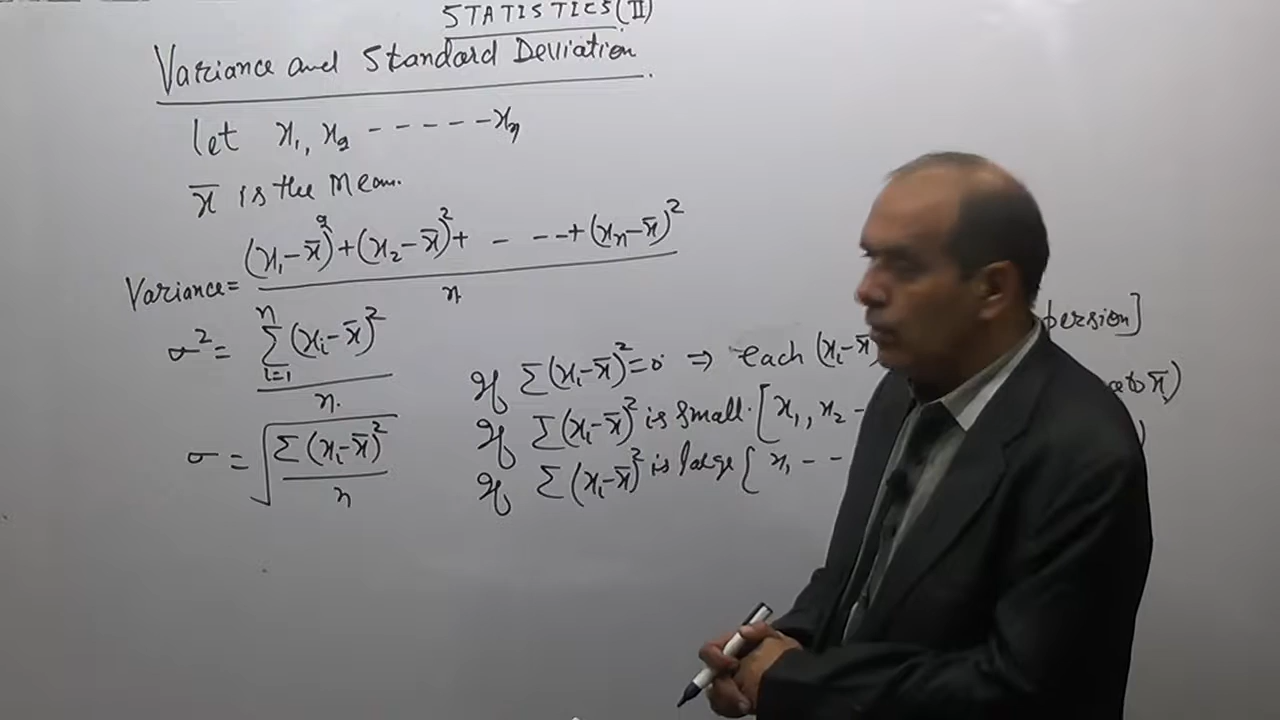 STATISTICS(II)
Variance and Standard Deviation.
let x₁, x₂ ------xₙ
x̄ is the Mean.
Variance = (x₁-x̄)²+(x₂-x̄)²+ - --+(xₙ-x̄)² / n
σ² = Σᵢ₌₁ⁿ (xᵢ-x̄)² / n.
σ = √(Σ(xᵢ-x̄)² / n)
If Σ(xᵢ-x̄)²=0 ⇒ each (xᵢ-x̄ persion]
If Σ(xᵢ-x̄)² is small. [x₁, x₂ - x̄)
If Σ(xᵢ-x̄)² is large [x₁ -- )